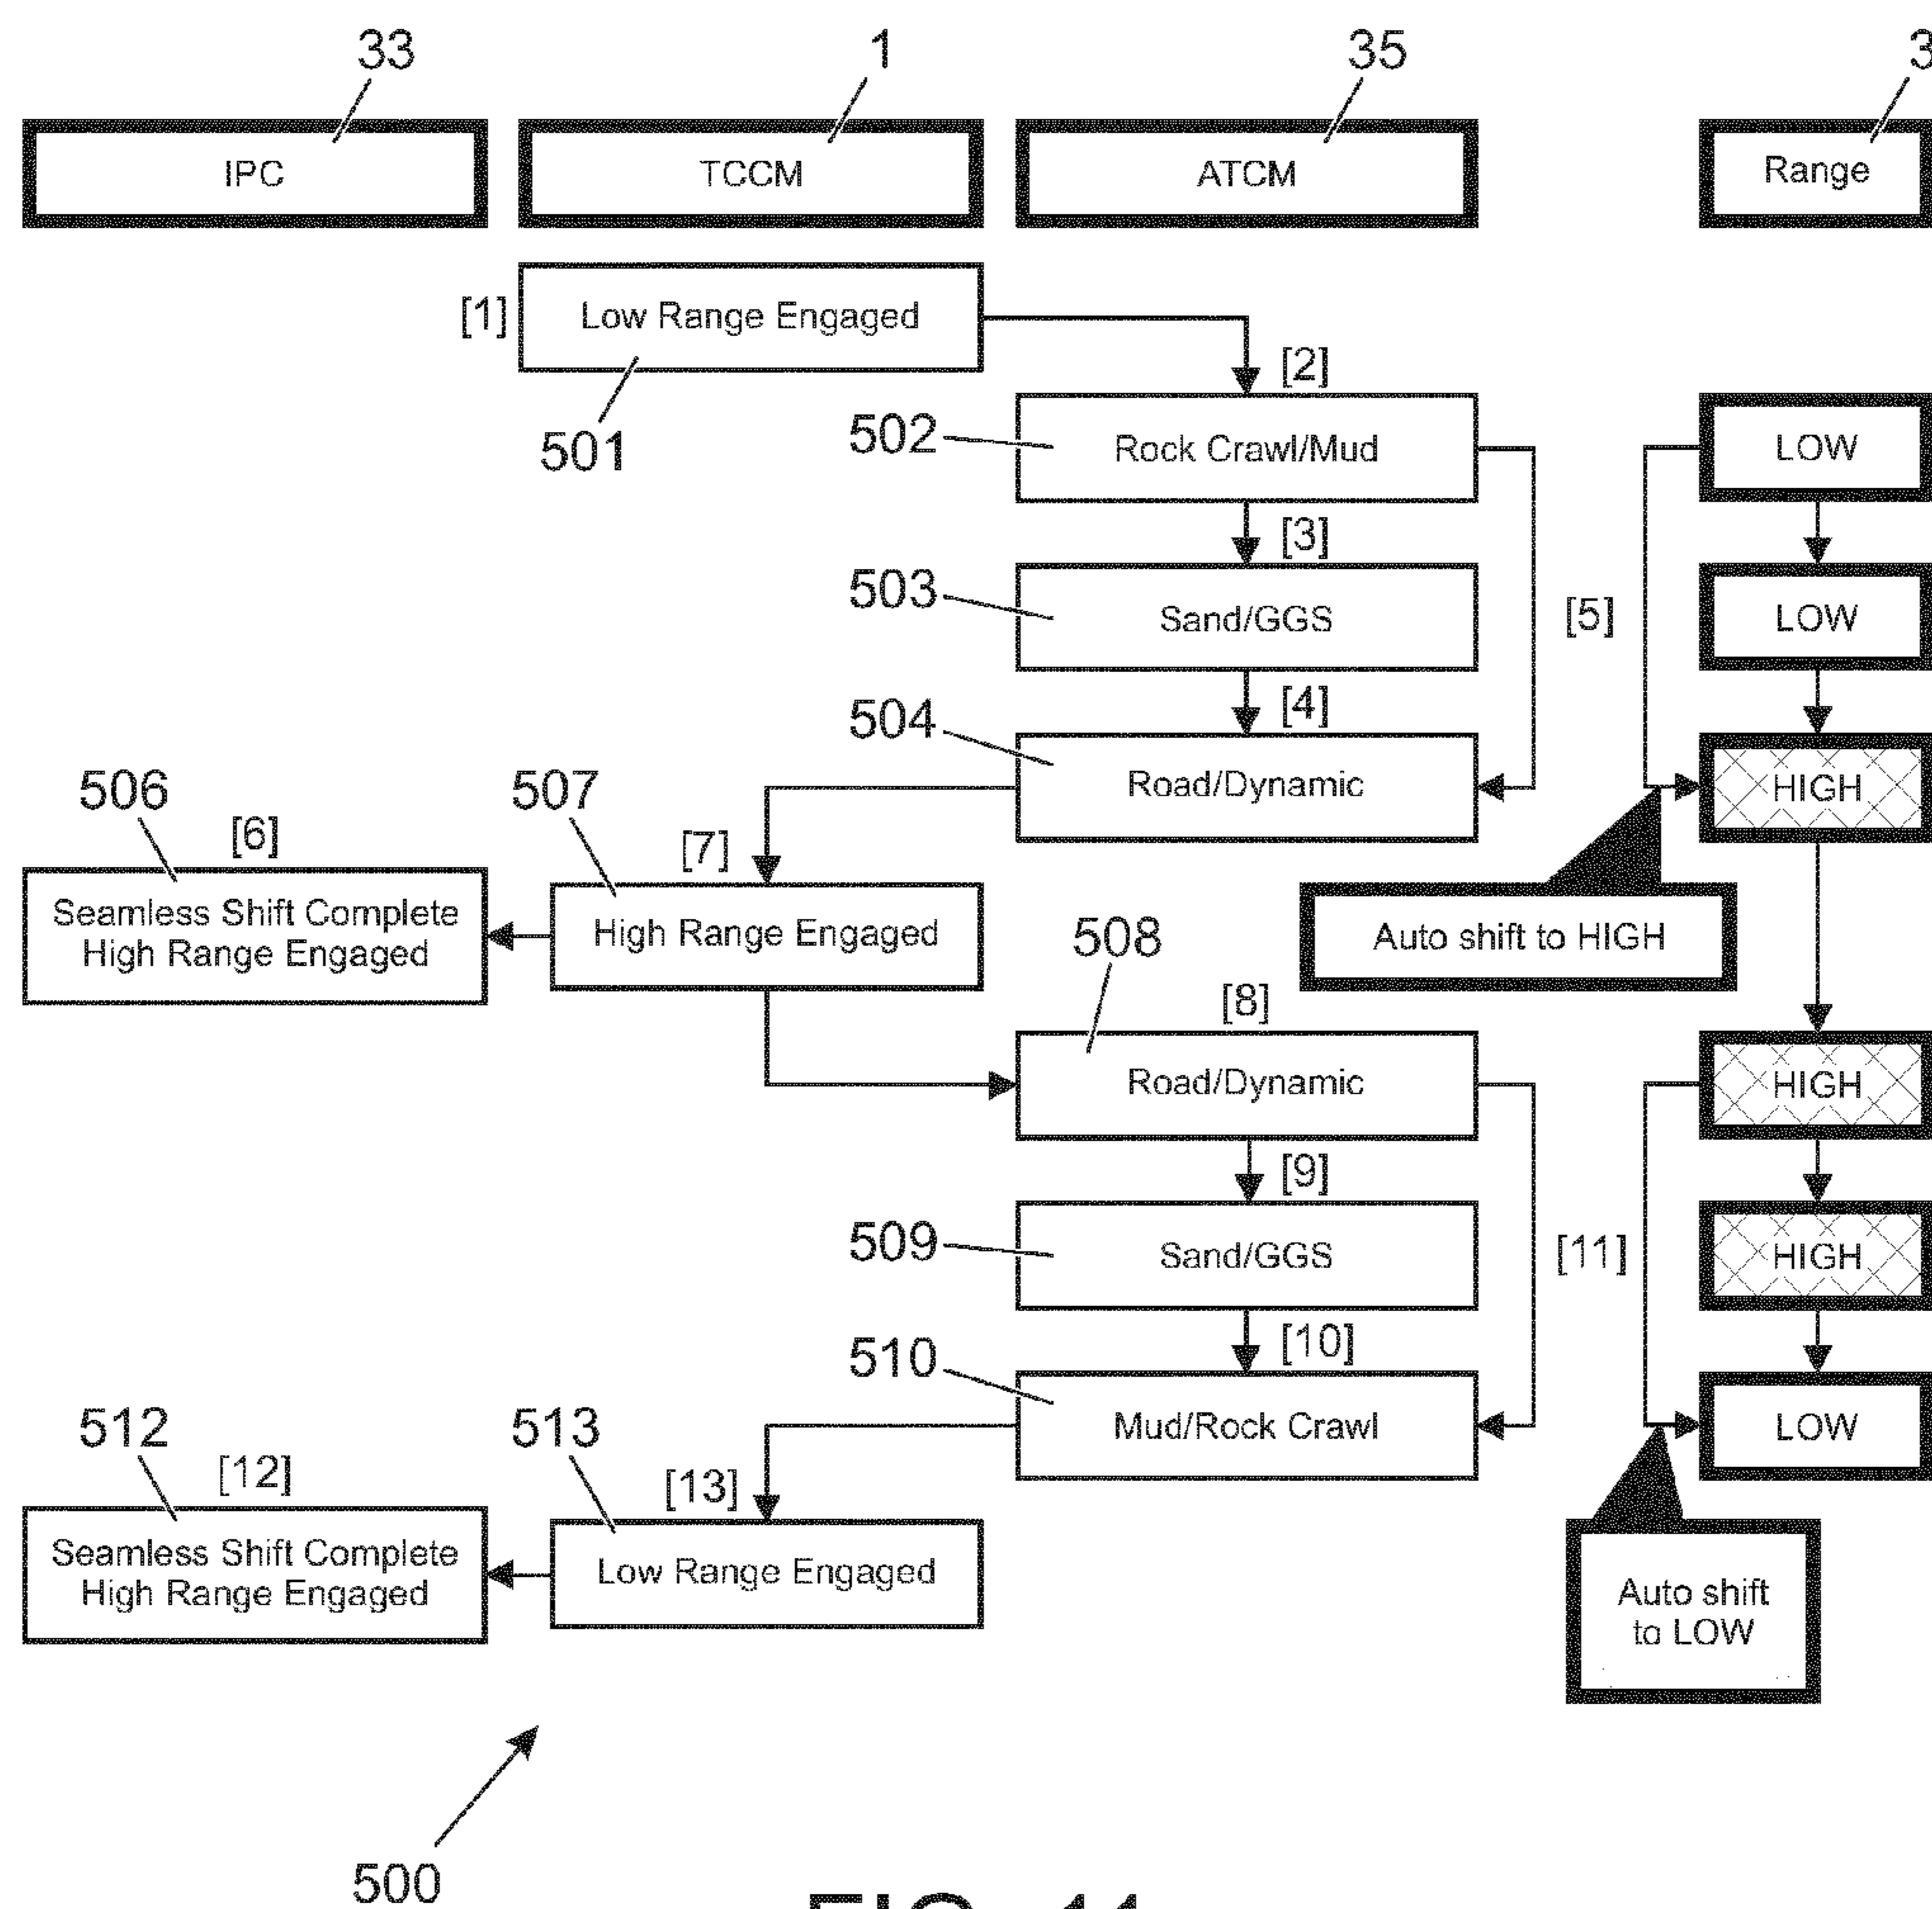 33
1
35
3
IPC
TCCM
ATCM
Range
[1]
Low Range Engaged
501
[2]
502
Rock Crawl/Mud
LOW
[3]
503
Sand/GGS
[5]
LOW
[4]
504
Road/Dynamic
HIGH
506
[6]
507
[7]
Seamless Shift Complete
High Range Engaged
High Range Engaged
Auto shift to HIGH
508
[8]
Road/Dynamic
HIGH
[9]
509
Sand/GGS
[11]
HIGH
[10]
510
Mud/Rock Crawl
LOW
512
[12]
513
[13]
Seamless Shift Complete
High Range Engaged
Low Range Engaged
Auto shift
to LOW
500
FIG. 11